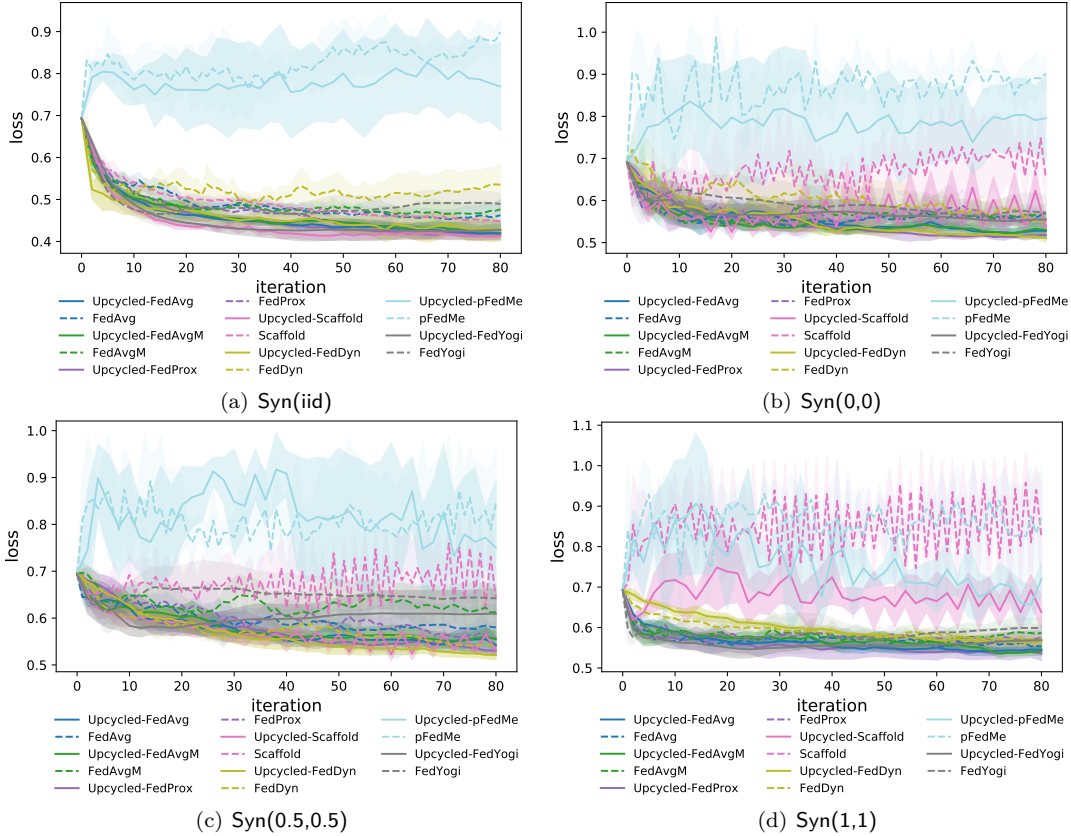 0.9
0.8
0.7
0.6
0.5
0.4
loss
0 10 20 30 40 50 60 70 80
iteration
Upcycled-FedAvg FedProx Upcycled-pFedMe
FedAvg Upcycled-Scaffold pFedMe
Upcycled-FedAvgM Scaffold Upcycled-FedYogi
FedAvgM Upcycled-FedDyn FedYogi
Upcycled-FedProx FedDyn
(a) Syn(iid)
1.0
0.9
0.8
0.7
0.6
0.5
loss
0 10 20 30 40 50 60 70 80
iteration
Upcycled-FedAvg FedProx Upcycled-pFedMe
FedAvg Upcycled-Scaffold pFedMe
Upcycled-FedAvgM Scaffold Upcycled-FedYogi
FedAvgM Upcycled-FedDyn FedYogi
Upcycled-FedProx FedDyn
(b) Syn(0,0)
1.0
0.9
0.8
0.7
0.6
0.5
loss
0 10 20 30 40 50 60 70 80
iteration
Upcycled-FedAvg FedProx Upcycled-pFedMe
FedAvg Upcycled-Scaffold pFedMe
Upcycled-FedAvgM Scaffold Upcycled-FedYogi
FedAvgM Upcycled-FedDyn FedYogi
Upcycled-FedProx FedDyn
(c) Syn(0.5,0.5)
1.1
1.0
0.9
0.8
0.7
0.6
0.5
loss
0 10 20 30 40 50 60 70 80
iteration
Upcycled-FedAvg FedProx Upcycled-pFedMe
FedAvg Upcycled-Scaffold pFedMe
Upcycled-FedAvgM Scaffold Upcycled-FedYogi
FedAvgM Upcycled-FedDyn FedYogi
Upcycled-FedProx FedDyn
(d) Syn(1,1)